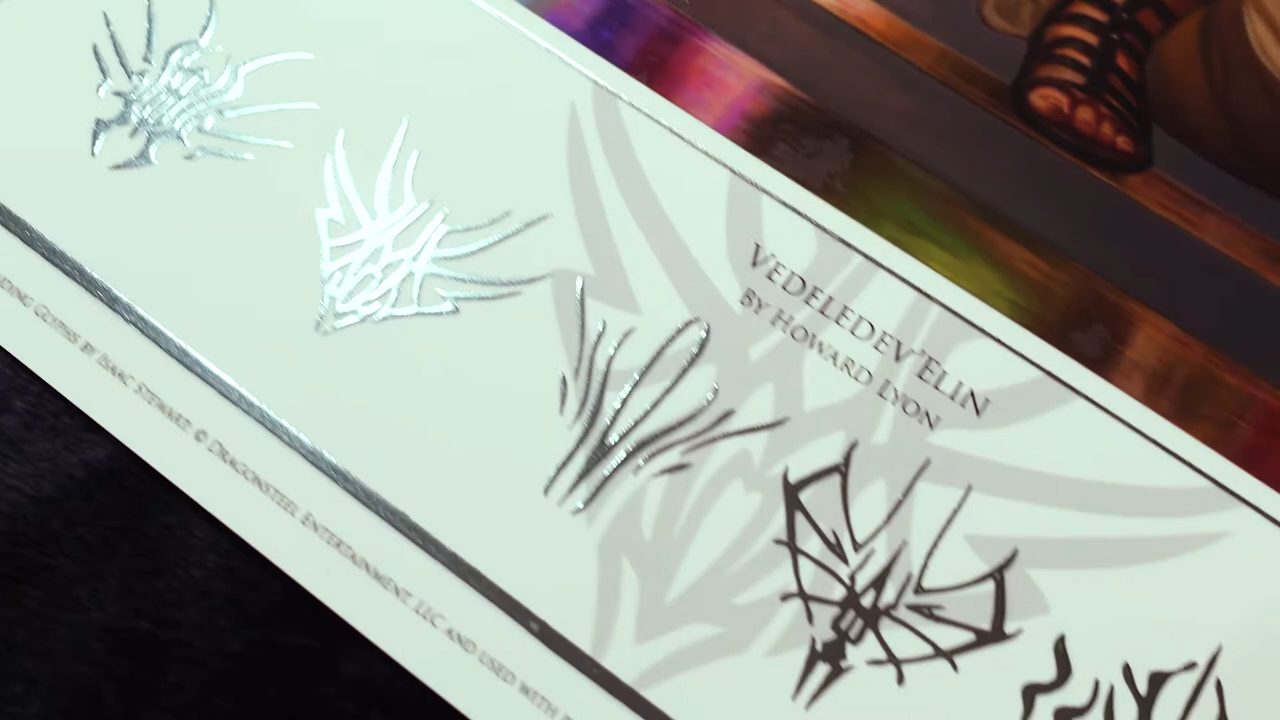 VEDELEDEV'ELIN
BY HOWARD LYON
GLYPHS BY ISAAC STEWART. © DRAGONSTEEL ENTERTAINMENT, LLC AND USED WITH